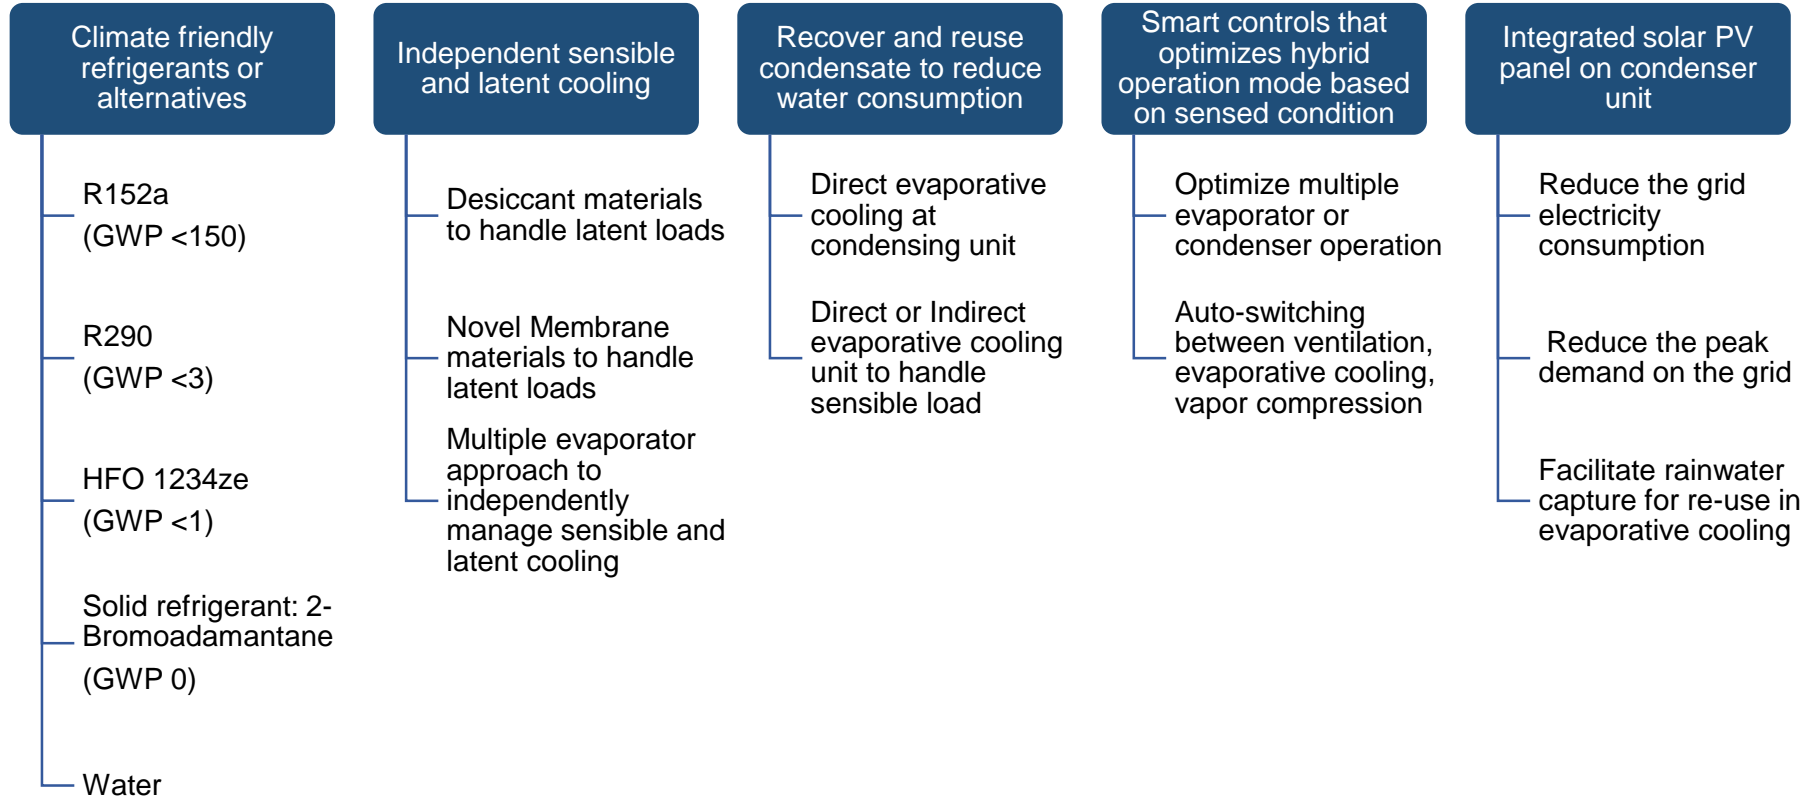 Climate friendly
refrigerants or
alternatives
R152a
(GWP <150)
R290
(GWP <3)
HFO 1234ze
(GWP <1)
Solid refrigerant: 2-
Bromoadamantane
(GWP 0)
Water
Independent sensible
and latent cooling
Desiccant materials
to handle latent loads
Novel Membrane
materials to handle
latent loads
Multiple evaporator
approach to
independently
manage sensible and
latent cooling
Recover and reuse
condensate to reduce
water consumption
Direct evaporative
cooling at
condensing unit
Direct or Indirect
evaporative cooling
unit to handle
sensible load
Smart controls that
optimizes hybrid
operation mode based
on sensed condition
Optimize multiple
evaporator or
condenser operation
Auto-switching
between ventilation,
evaporative cooling,
vapor compression
Integrated solar PV
panel on condenser
unit
Reduce the grid
electricity
consumption
Reduce the peak
demand on the grid
Facilitate rainwater
capture for re-use in
evaporative cooling